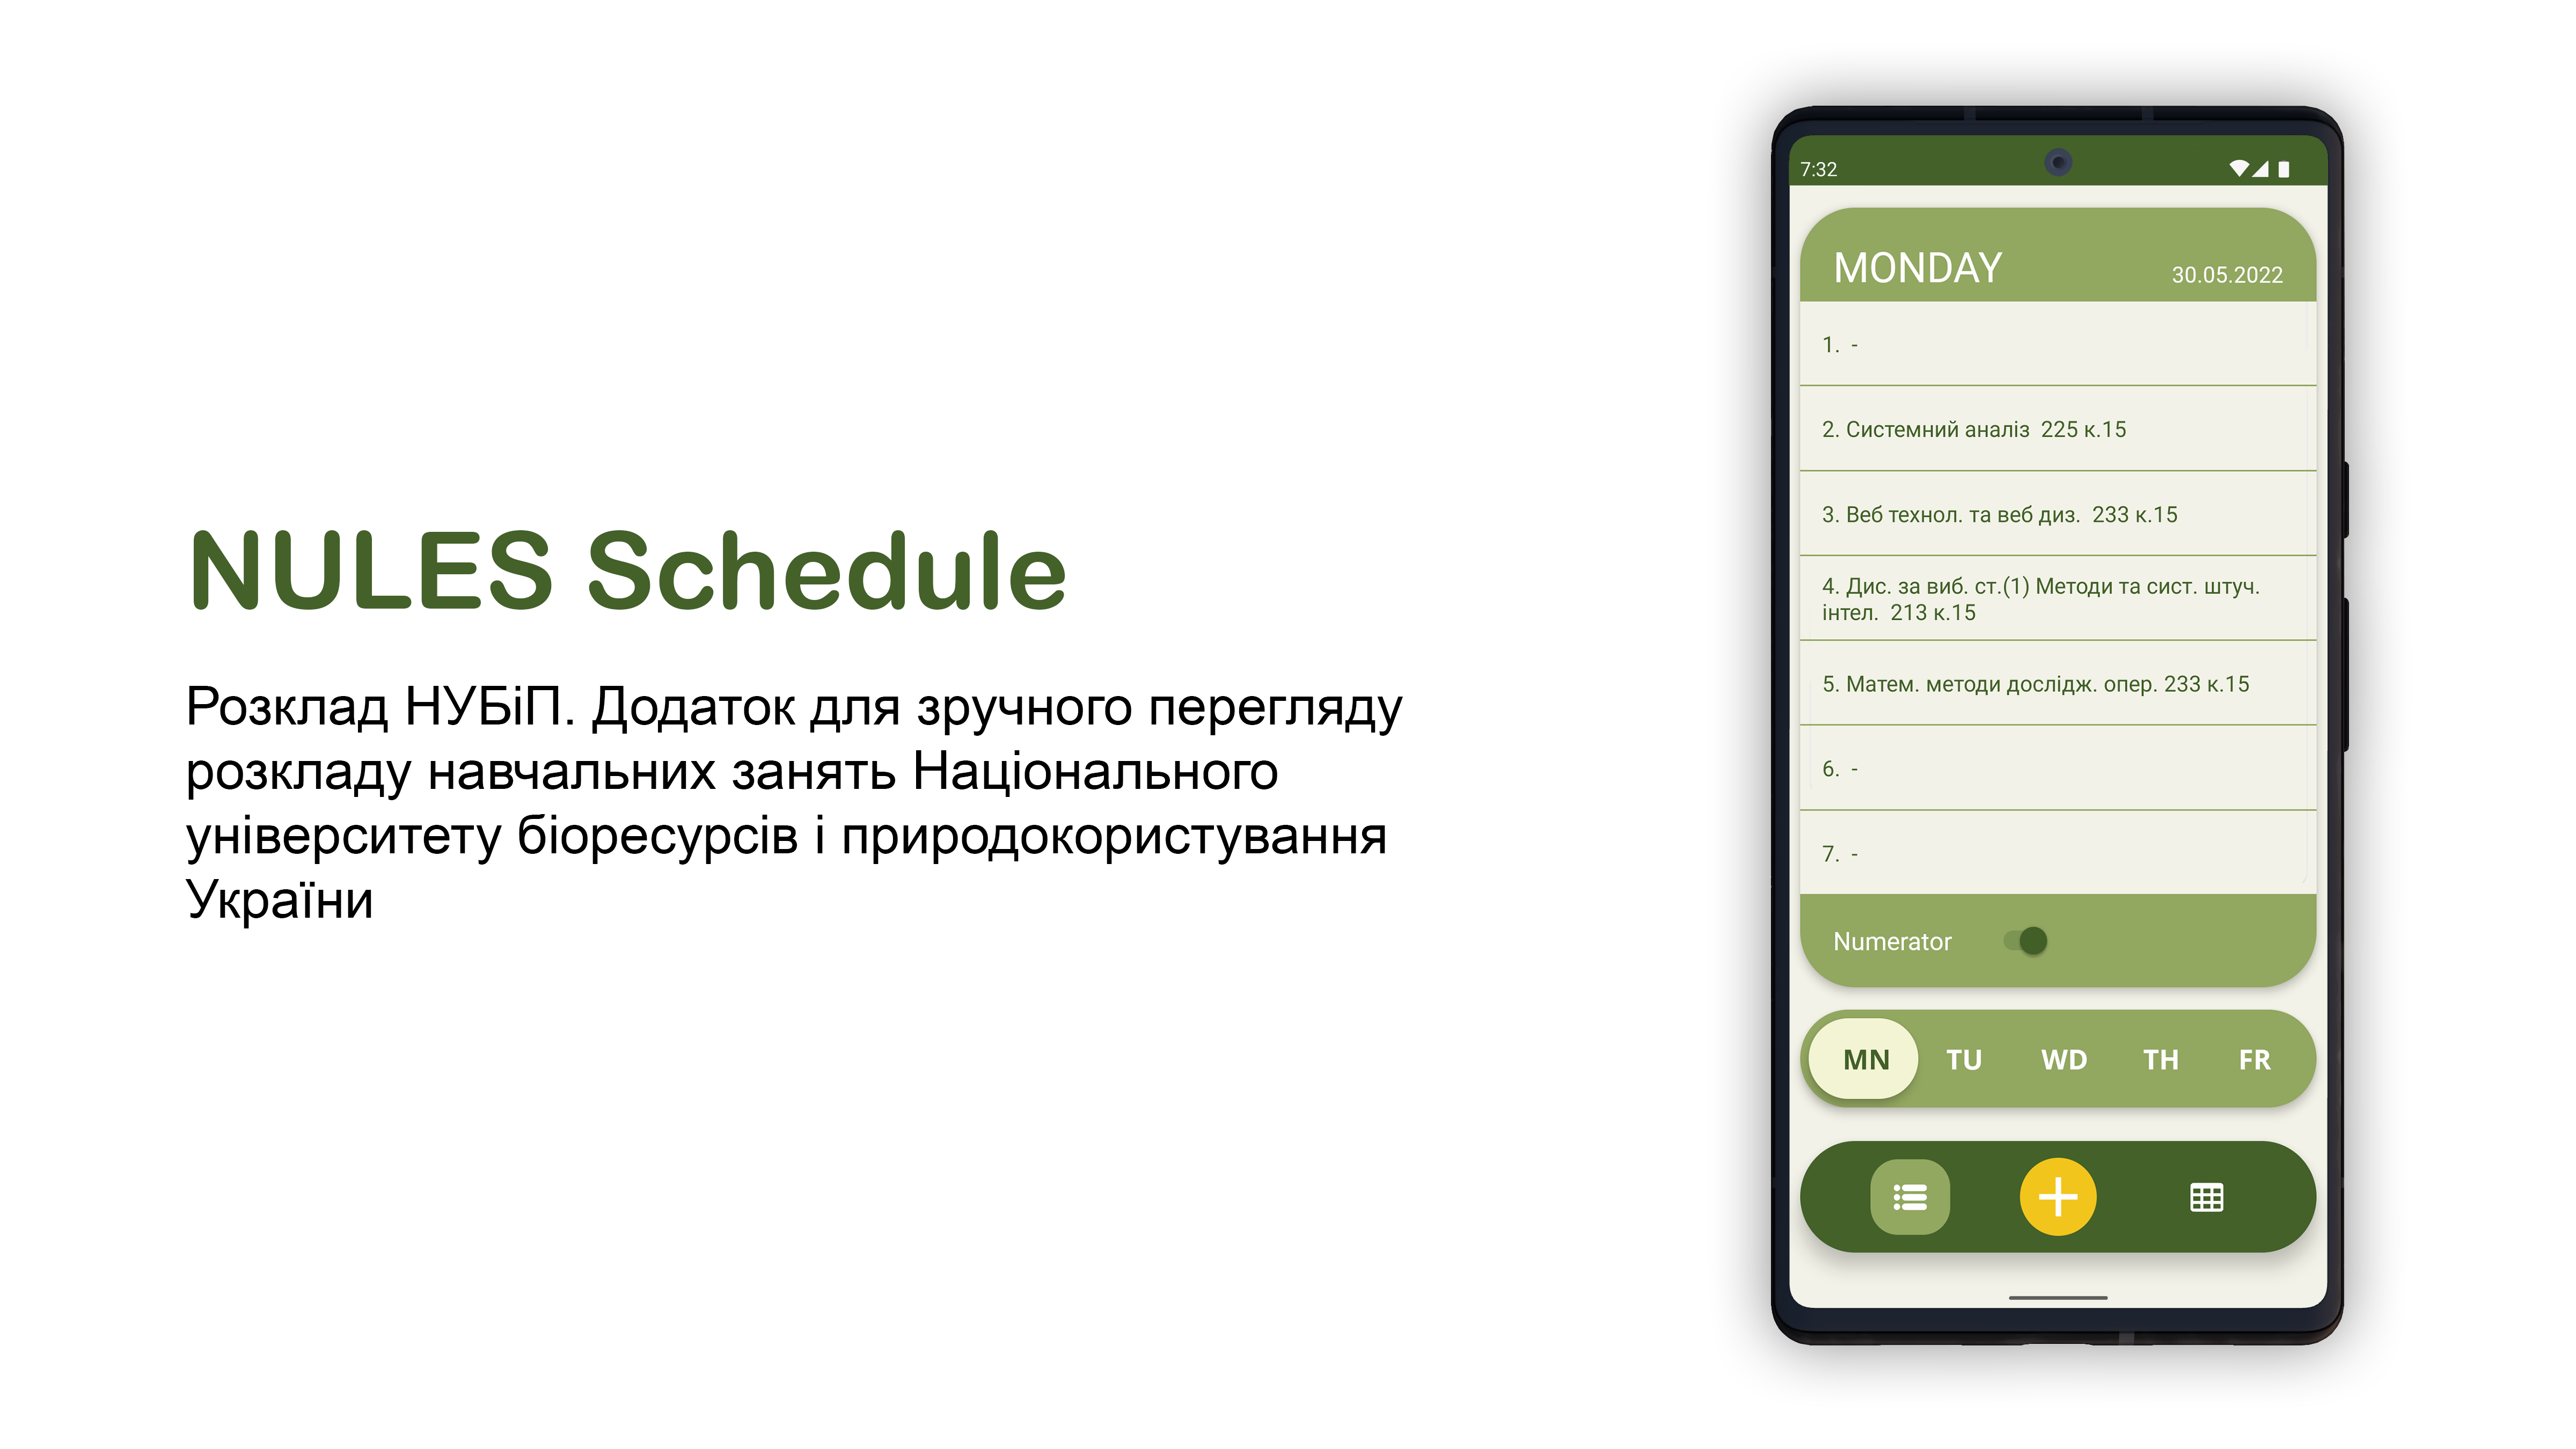 NULES Schedule
Розклад НУБіП. Додаток для зручного перегляду
розкладу навчальних занять Національного
університету біоресурсів і природокористування
України
7:32
MONDAY 30.05.2022
1. -
2. Системний аналіз 225 к.15
3. Веб технол. та веб диз. 233 к.15
4. Дис. за виб. ст.(1) Методи та сист. штуч.
інтел. 213 к.15
5. Матем. методи дослідж. опер. 233 к.15
6. -
7. -
Numerator
MN TU WD TH FR